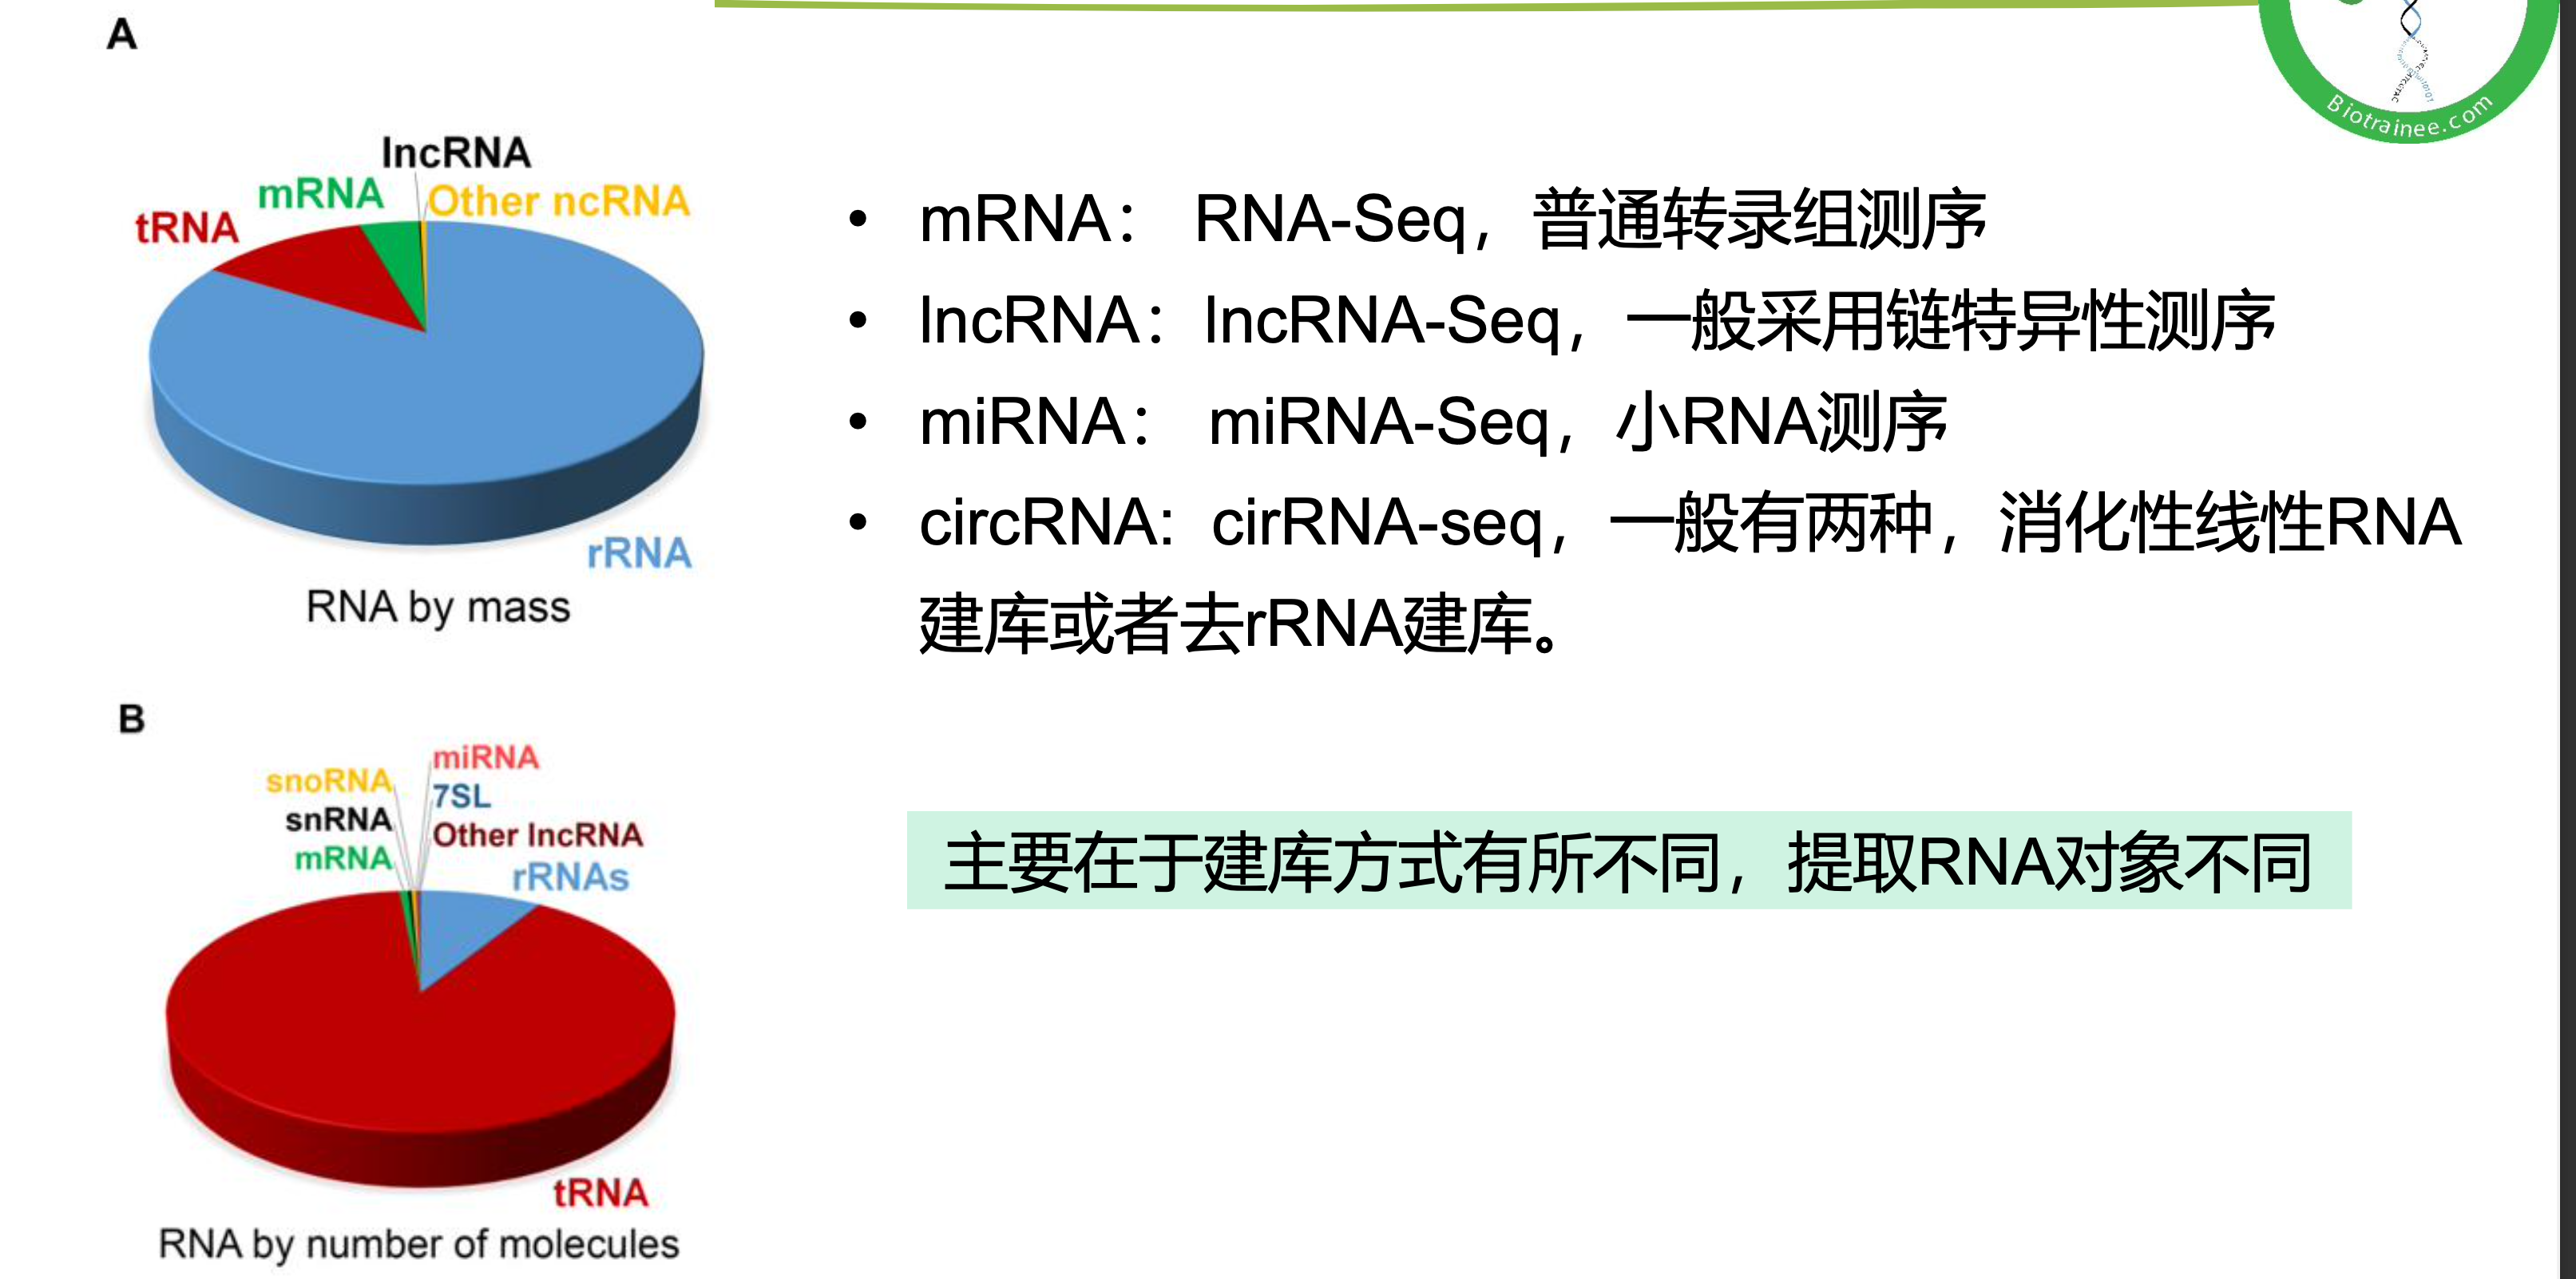 A
lncRNA
mRNA
Other ncRNA
tRNA
rRNA
RNA by mass
B
miRNA
snoRNA
7SL
snRNA
Other lncRNA
mRNA
rRNAs
tRNA
RNA by number of molecules
Biotrainee.com
• mRNA： RNA-Seq，普通转录组测序
• lncRNA：lncRNA-Seq，一般采用链特异性测序
• miRNA： miRNA-Seq，小RNA测序
• circRNA: cirRNA-seq，一般有两种，消化性线性RNA
建库或者去rRNA建库。
主要在于建库方式有所不同，提取RNA对象不同